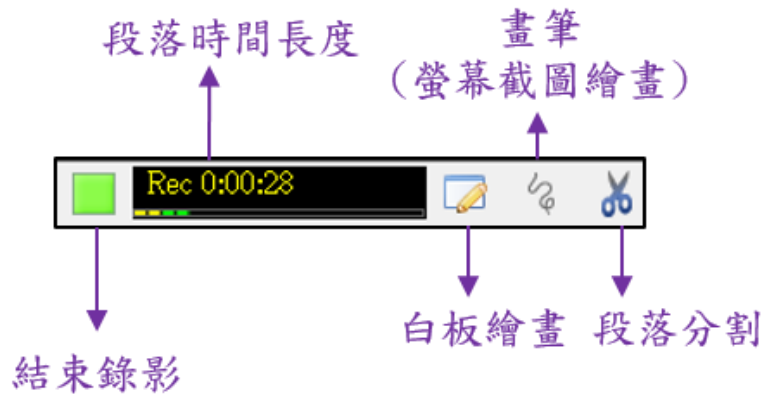 段落時間長度
畫筆
（螢幕截圖繪畫）
Rec 0:00:28
白板繪畫
段落分割
結束錄影